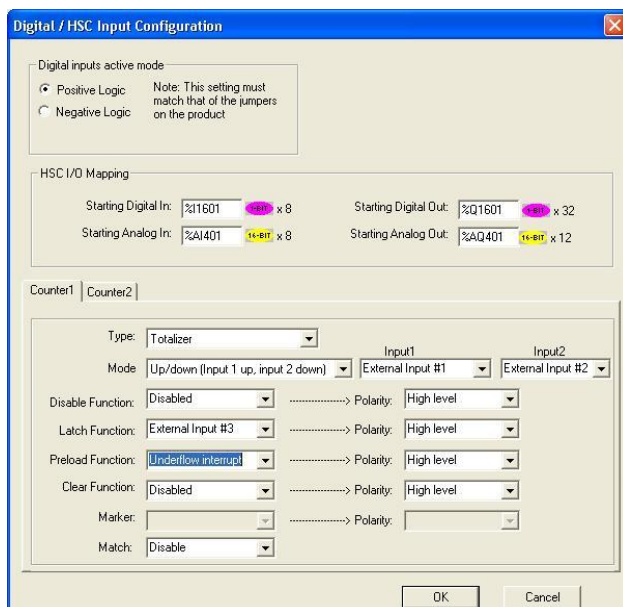 Digital / HSC Input Configuration
Digital inputs active mode
Positive Logic
Negative Logic
Note: This setting must
match that of the jumpers
on the product
HSC I/O Mapping
Starting Digital In: %I1601 1-BIT x 8
Starting Digital Out: %Q1601 1-BIT x 32
Starting Analog In: %AI401 16-BIT x 8
Starting Analog Out: %AQ401 16-BIT x 12
Counter1 Counter2
Type: Totalizer
Input1 Input2
Mode Up/down (Input 1 up, input 2 down) External Input #1 External Input #2
Disable Function: Disabled ----------------> Polarity: High level
Latch Function: External Input #3 ----------------> Polarity: High level
Preload Function: Underflow interrupt ----------------> Polarity: High level
Clear Function: Disabled ----------------> Polarity: High level
Marker: ----------------> Polarity:
Match: Disable
OK Cancel